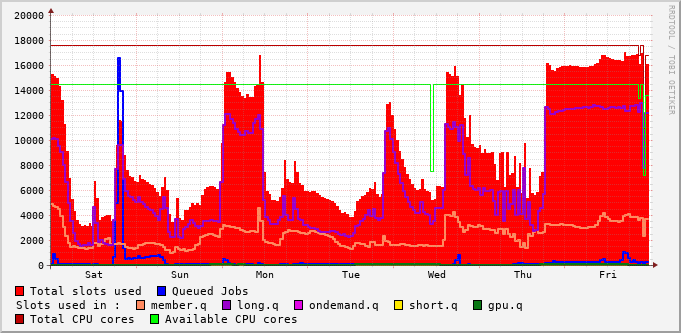 20000
18000
16000
14000
12000
10000
8000
6000
4000
2000
0
Sat Sun Mon Tue Wed Thu Fri
RRDTOOL / TOBI OETIKER
Total slots used Queued Jobs
Slots used in : member.q long.q ondemand.q short.q gpu.q
Total CPU cores Available CPU cores